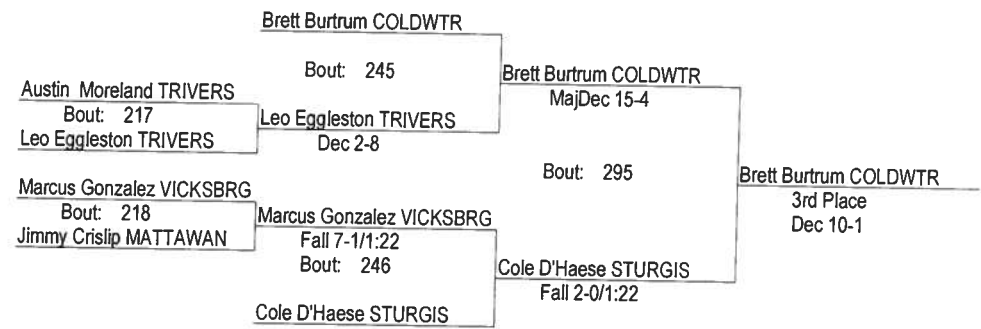 Brett Burtrum COLDWTR
Bout: 245
Brett Burtrum COLDWTR
MajDec 15-4
Austin Moreland TRIVERS
Bout: 217
Leo Eggleston TRIVERS
Leo Eggleston TRIVERS
Dec 2-8
Bout: 295
Brett Burtrum COLDWTR
3rd Place
Dec 10-1
Marcus Gonzalez VICKSBRG
Bout: 218
Jimmy Crislip MATTAWAN
Marcus Gonzalez VICKSBRG
Fall 7-1/1:22
Bout: 246
Cole D'Haese STURGIS
Fall 2-0/1:22
Cole D'Haese STURGIS